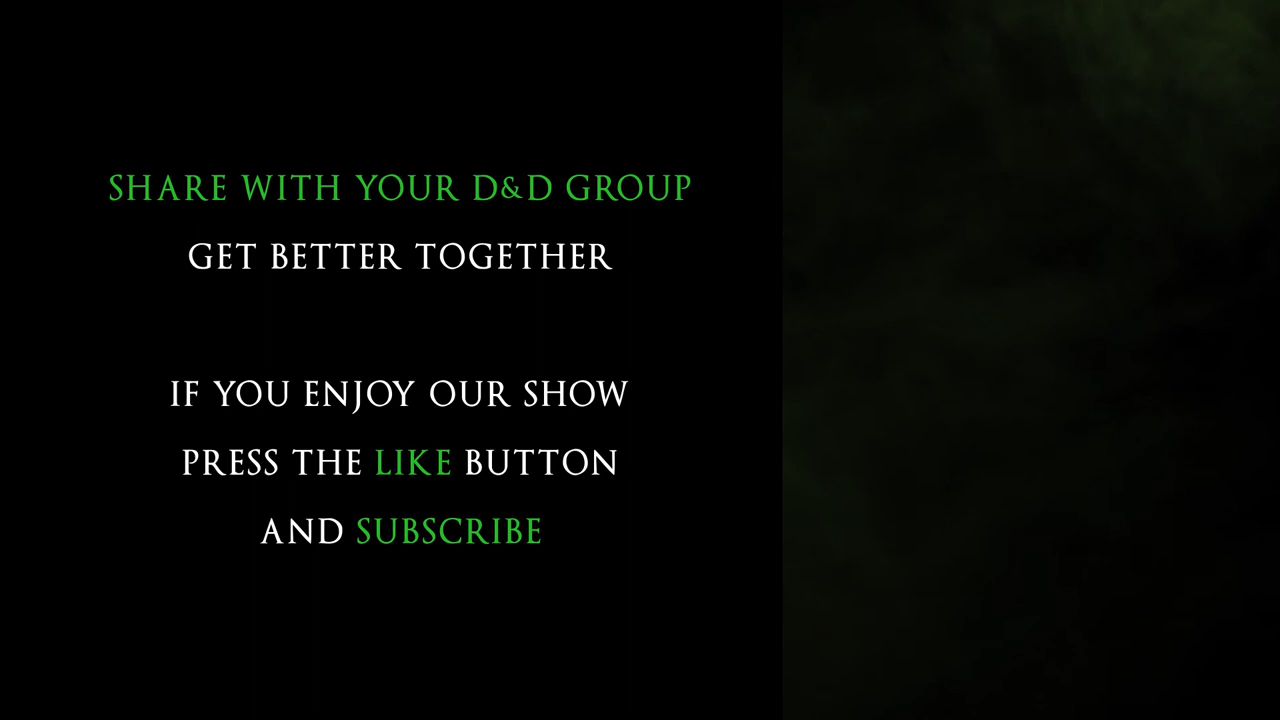 SHARE WITH YOUR D&D GROUP
GET BETTER TOGETHER
IF YOU ENJOY OUR SHOW
PRESS THE LIKE BUTTON
AND SUBSCRIBE